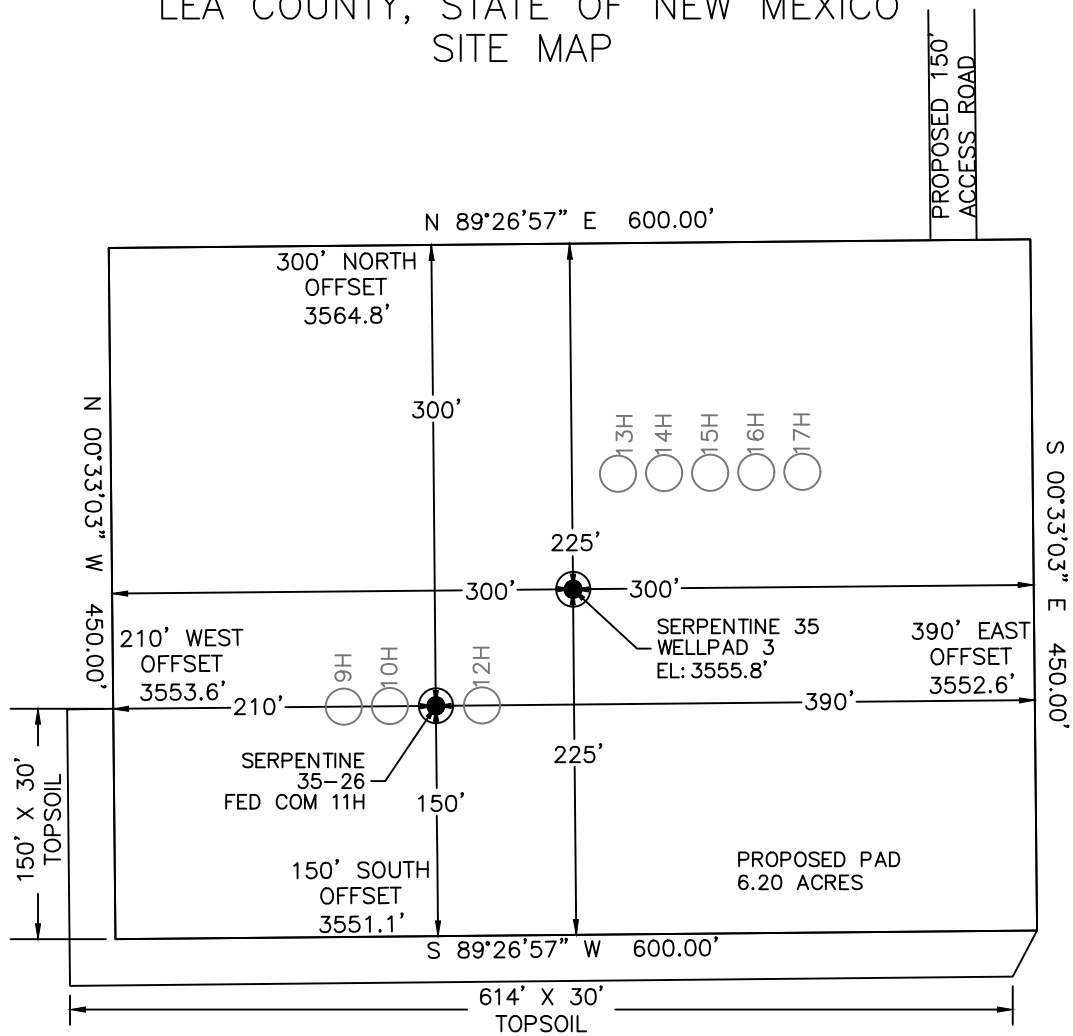 LEA COUNTY, STATE OF NEW MEXICO
SITE MAP
PROPOSED 150'
ACCESS ROAD
N 89°26'57" E 600.00'
300' NORTH
OFFSET
3564.8'
300'
13H
14H
15H
16H
17H
N 00°33'03" W 450.00'
S 00°33'03" E 450.00'
225'
300'
300'
SERPENTINE 35
WELLPAD 3
EL: 3555.8'
210' WEST
OFFSET
3553.6'
390' EAST
OFFSET
3552.6'
9H
10H
12H
210'
390'
SERPENTINE
35-26
FED COM 11H
225'
150'
150' X 30'
TOPSOIL
150' SOUTH
OFFSET
3551.1'
PROPOSED PAD
6.20 ACRES
S 89°26'57" W 600.00'
614' X 30'
TOPSOIL